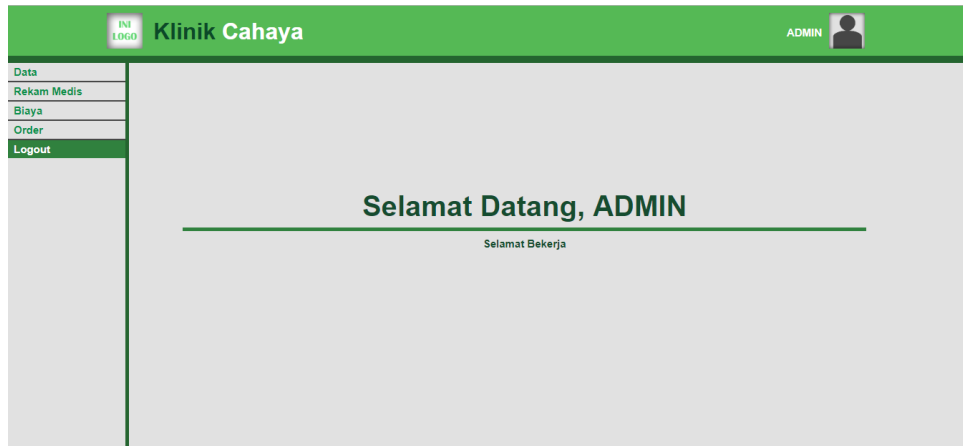 INI
LOGO
Klinik Cahaya
ADMIN
Data
Rekam Medis
Biaya
Order
Logout
Selamat Datang, ADMIN
Selamat Bekerja